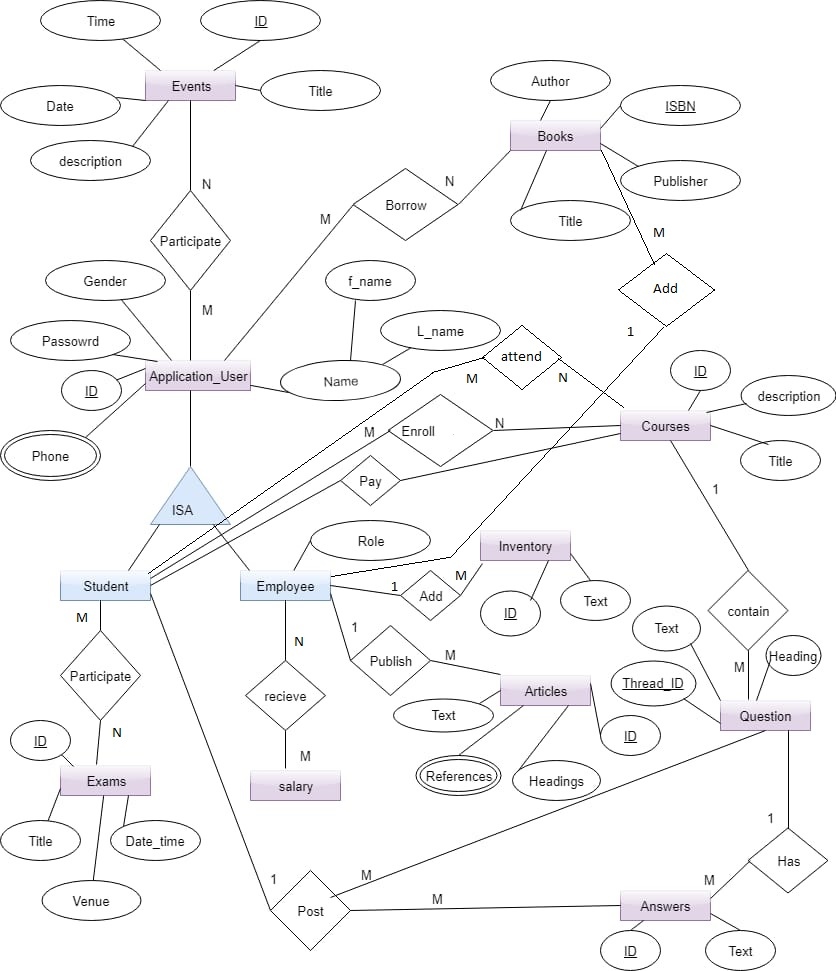 Time
ID
Events
Title
Date
description
Author
ISBN
Books
Publisher
Title
N
Borrow
M
N
Participate
M
M
Add
1
Gender
f_name
Passowrd
L_name
Application_User
Name
ID
Phone
attend
M
N
ID
description
Courses
Title
M
Enroll
N
Pay
1
ISA
Role
Inventory
Student
Employee
1
Add
M
ID
Text
contain
M
M
Text
Heading
Participate
N
1
Publish
M
Thread_ID
Question
recieve
Articles
Text
ID
N
M
References
Headings
ID
Exams
salary
Title
Date_time
Venue
1
Has
M
1
M
Post
M
Answers
ID
Text